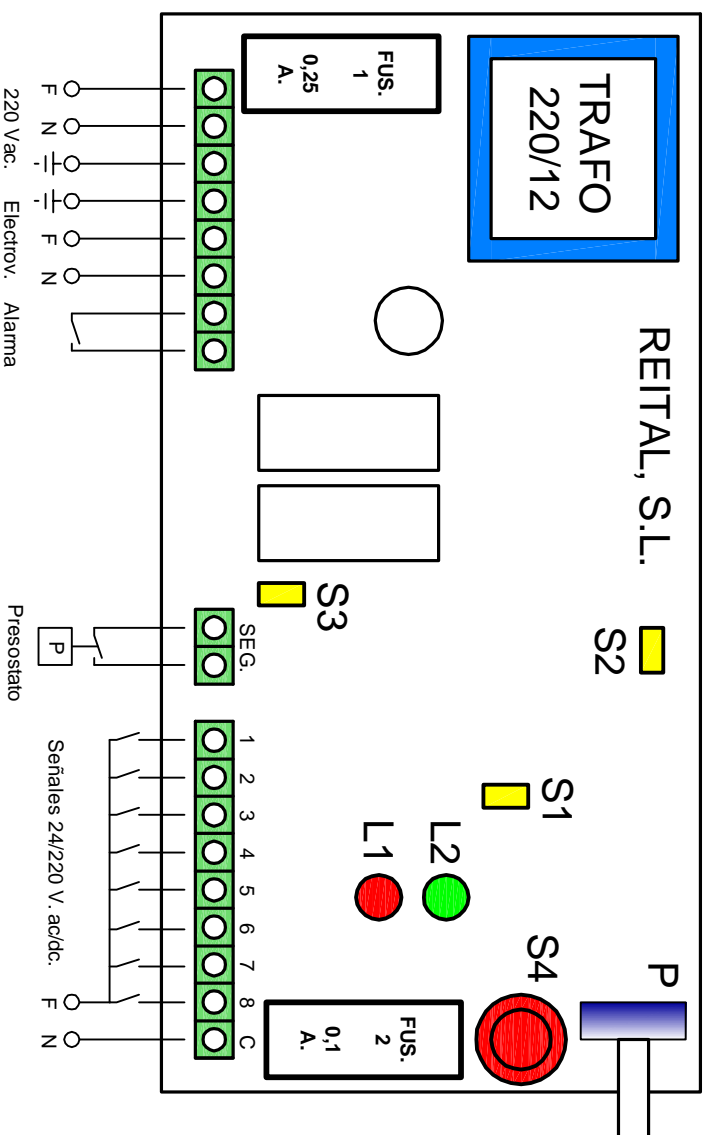 TRAFO
220/12
REITAL, S.L.
FUS.
1
0,25
A.
S2
S3
S1
L2
L1
S4
P
FUS.
2
0,1
A.
SEG.
1 2 3 4 5 6 7 8 C
F N F N
220 Vac. Electrov. Alarma
P
Presostato
Señales 24/220 V. ac/dc.
F N